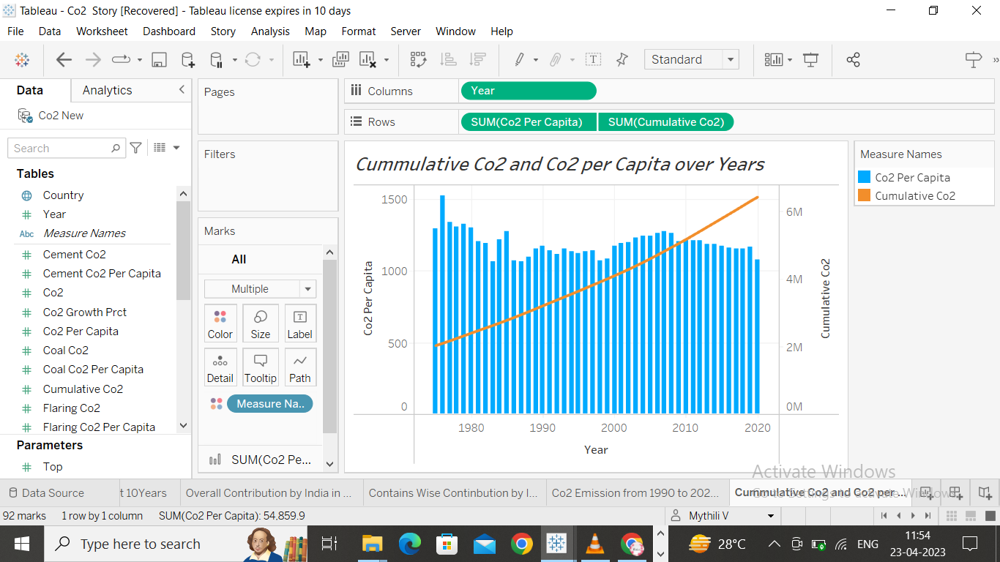 Tableau - Co2 Story [Recovered] - Tableau license expires in 10 days
File Data Worksheet Dashboard Story Analysis Map Format Server Window Help
Standard
Data Analytics
Co2 New
Search
Tables
Country
Year
Abc Measure Names
Cement Co2
Cement Co2 Per Capita
Co2
Co2 Growth Prct
Co2 Per Capita
Coal Co2
Coal Co2 Per Capita
Cumulative Co2
Flaring Co2
Flaring Co2 Per Capita
Parameters
Top
Pages
Filters
Marks
All
Multiple
Color Size Label
Detail Tooltip Path
Measure Na..
SUM(Co2 Pe...
Columns Year
Rows SUM(Co2 Per Capita) SUM(Cumulative Co2)
Cummulative Co2 and Co2 per Capita over Years
Co2 Per Capita
1500
1000
500
0
6M
4M
2M
0M
Cumulative Co2
1980 1990 2000 2010 2020
Year
Measure Names
Co2 Per Capita
Cumulative Co2
Activate Windows
Go to Settings to activate Windows.
Data Source t 10Years Overall Contribution by India in ... Contains Wise Continbution by I... Co2 Emission from 1990 to 202... Cummulative Co2 and Co2 per ...
92 marks 1 row by 1 column SUM(Co2 Per Capita): 54,859.9 Mythili V
Type here to search 28°C ENG 11:54
23-04-2023